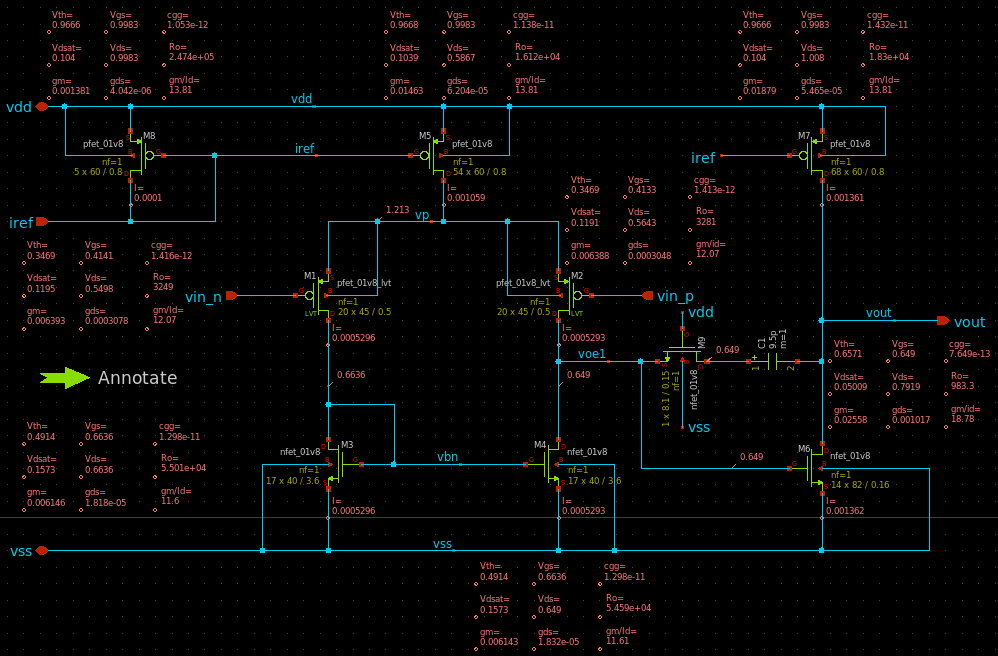 Vth= Vgs= cgg=
0.9666 0.9983 1.053e-12
Vdsat= Vds= Ro=
0.104 0.9983 2.474e+05
gm= gds= gm/Id=
0.001381 4.042e-06 13.81
Vth= Vgs= cgg=
0.9668 0.9983 1.138e-11
Vdsat= Vds= Ro=
0.1039 0.5867 1.612e+04
gm= gds= gm/Id=
0.01463 6.204e-05 13.81
Vth= Vgs= cgg=
0.9666 0.9983 1.432e-11
Vdsat= Vds= Ro=
0.104 1.008 1.83e+04
gm= gds= gm/Id=
0.01879 5.465e-05 13.81
vdd
vdd
M8
pfet_01v8
nf=1
5 x 60 / 0.8
S
B
G
D
I=
0.0001
iref
M5
pfet_01v8
nf=1
54 x 60 / 0.8
S
B
G
D
I=
0.001059
iref
M7
pfet_01v8
nf=1
68 x 60 / 0.8
S
B
G
D
I=
0.001361
iref
1.213
vp
Vth= Vgs= cgg=
0.3469 0.4133 1.413e-12
Vdsat= Vds= Ro=
0.1191 0.5643 3281
gm= gds= gm/id=
0.006388 0.0003048 12.07
Vth= Vgs= cgg=
0.3469 0.4141 1.416e-12
Vdsat= Vds= Ro=
0.1195 0.5498 3249
gm= gds= gm/Id=
0.006393 0.0003078 12.07
vin_n
M1
pfet_01v8_lvt
nf=1
20 x 45 / 0.5
S
B
G
D
LVT
I=
0.0005296
M2
pfet_01v8_lvt
nf=1
20 x 45 / 0.5
S
B
G
D
LVT
I=
0.0005293
vin_p
vdd
M9
nfet_01v8
nf=1
1 x 8.1 / 0.15
vss
0.649
C1
9.5p
m=1
1
2
+
vout
vout
voe1
0.6636
0.649
Annotate
Vth= Vgs= cgg=
0.6571 0.649 7.649e-13
Vdsat= Vds= Ro=
0.05009 0.7919 983.3
gm= gds= gm/id=
0.02558 0.001017 18.78
Vth= Vgs= cgg=
0.4914 0.6636 1.298e-11
Vdsat= Vds= Ro=
0.1573 0.6636 5.501e+04
gm= gds= gm/Id=
0.006146 1.818e-05 11.6
M3
nfet_01v8
nf=1
17 x 40 / 3.6
B
G
S
I=
0.0005296
vbn
M4
nfet_01v8
nf=1
17 x 40 / 3.6
B
G
S
I=
0.0005293
0.649
M6
nfet_01v8
nf=1
14 x 82 / 0.16
D
G
B
S
I=
0.001362
vss
vss
Vth= Vgs= cgg=
0.4914 0.6636 1.298e-11
Vdsat= Vds= Ro=
0.1573 0.649 5.459e+04
gm= gds= gm/Id=
0.006143 1.832e-05 11.61